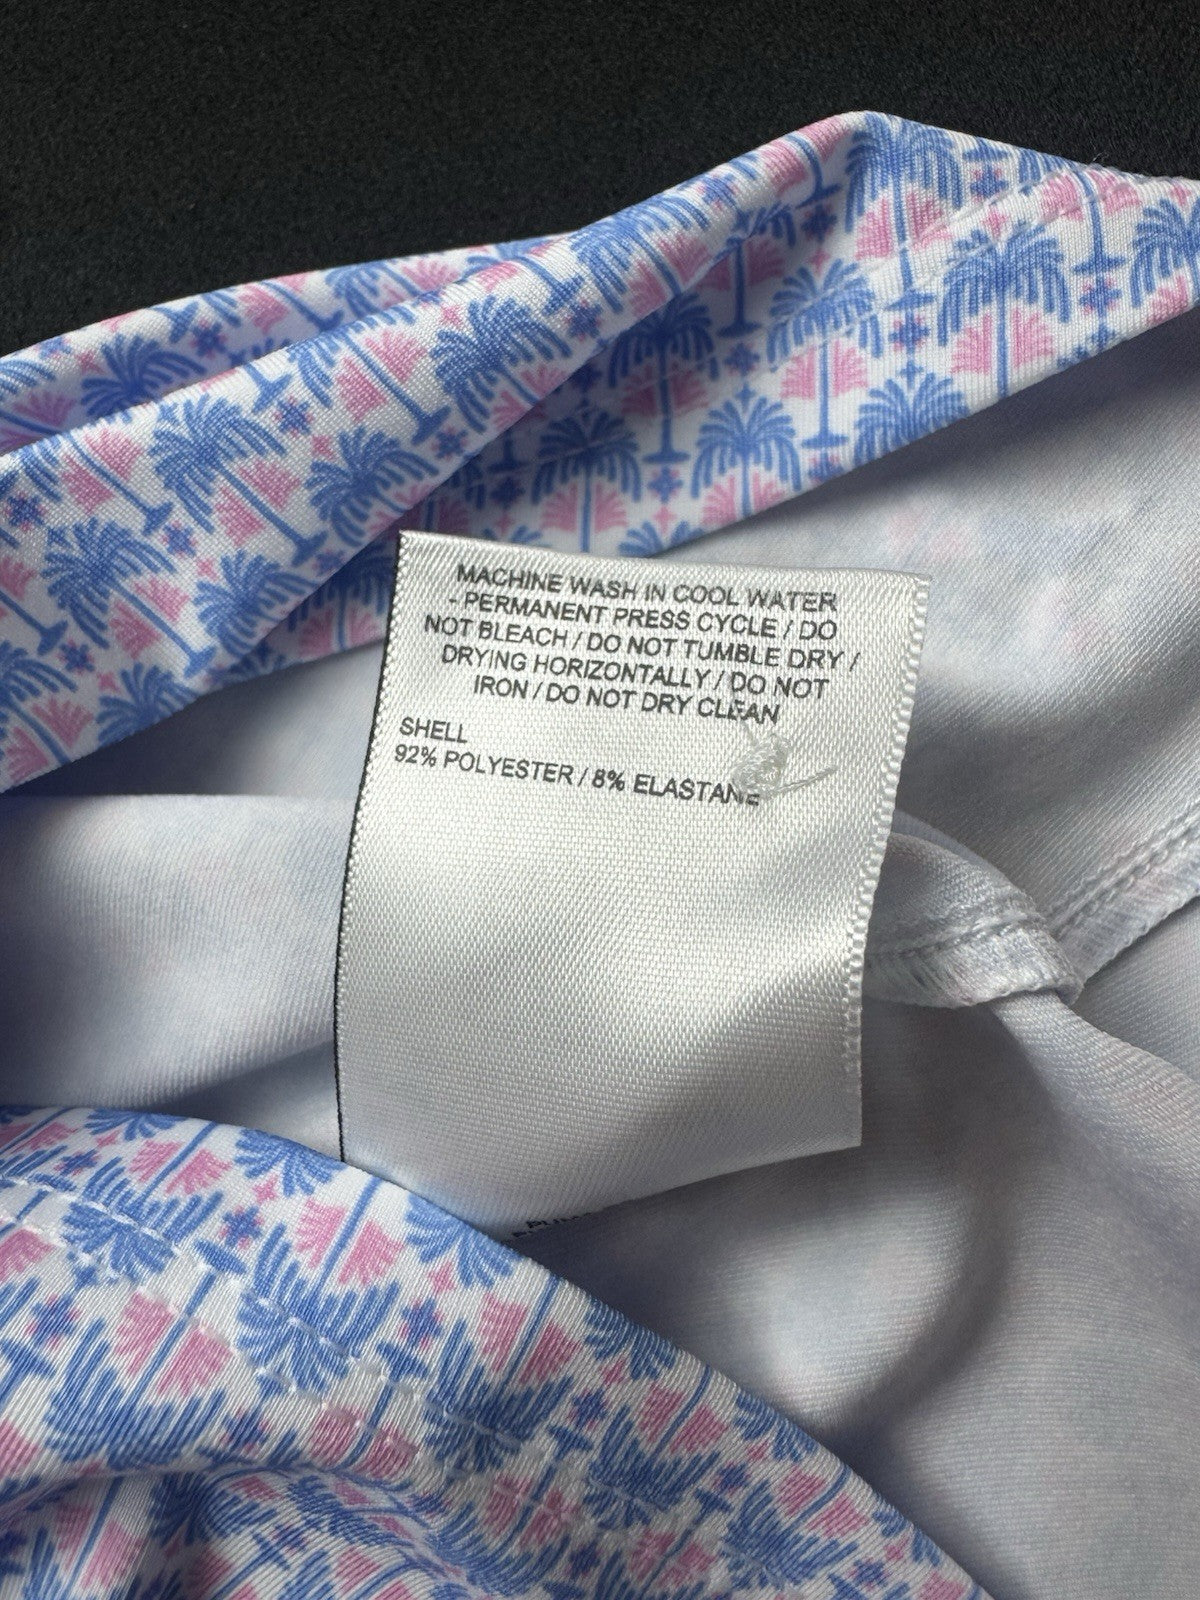 MACHINE WASH IN COOL WATER
- PERMANENT PRESS CYCLE / DO
NOT BLEACH / DO NOT TUMBLE DRY /
DRYING HORIZONTALLY / DO NOT
IRON / DO NOT DRY CLEAN
SHELL
92% POLYESTER / 8% ELASTANE